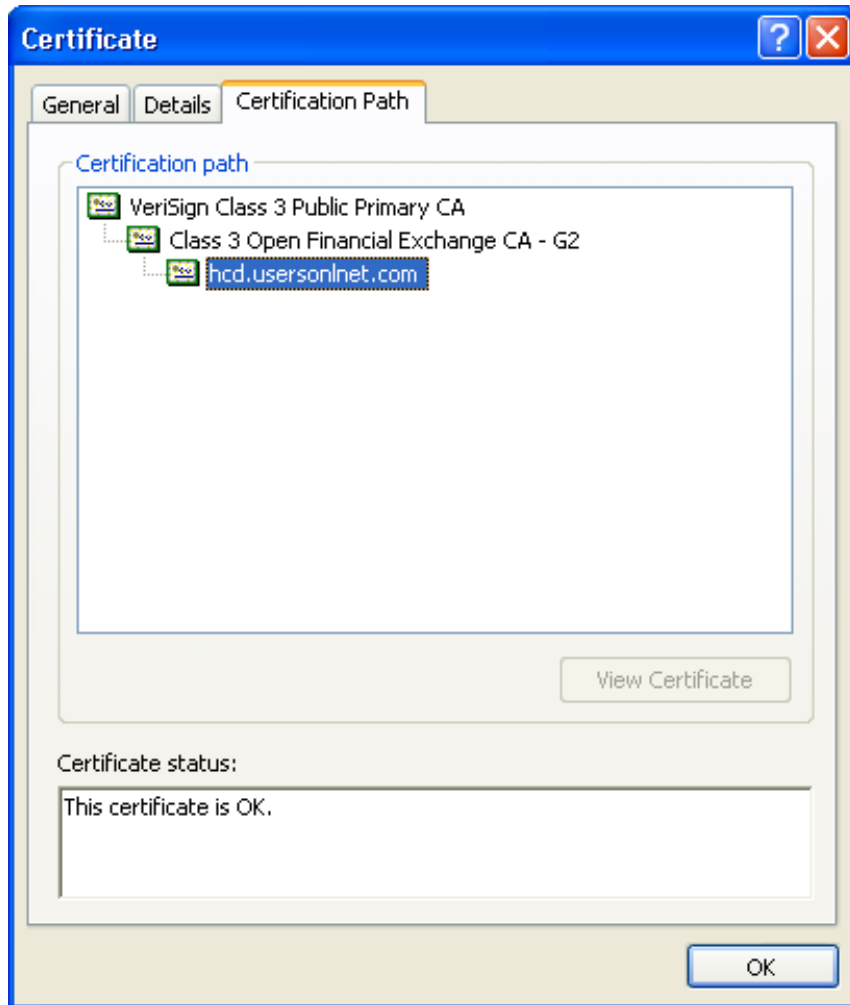 Certificate
General Details Certification Path
Certification path
VeriSign Class 3 Public Primary CA
Class 3 Open Financial Exchange CA - G2
hcd.usersonlnet.com
View Certificate
Certificate status:
This certificate is OK.
OK